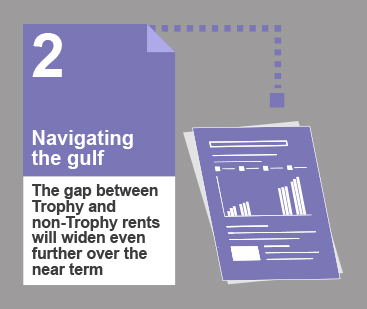 2
Navigating
the gulf
The gap between
Trophy and
non-Trophy rents
will widen even
further over the
near term